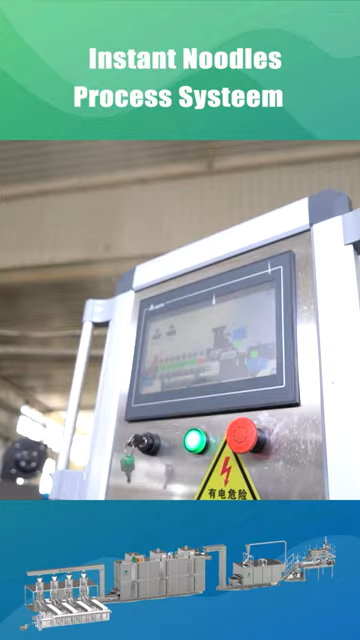 Instant Noodles
Process Systeem
有电危险